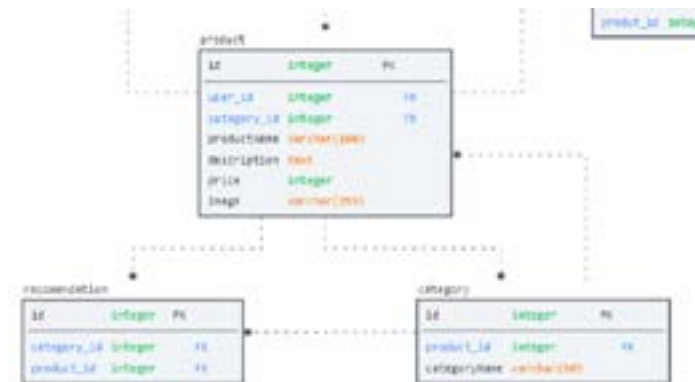 produt_id
product
id integer PK
user_id integer FK
category_id integer FK
productName varchar(100)
description text
price integer
image varchar(255)
recomendation
id integer PK
category_id integer FK
product_id integer FK
category
id integer PK
product_id integer FK
categoryName varchar(50)